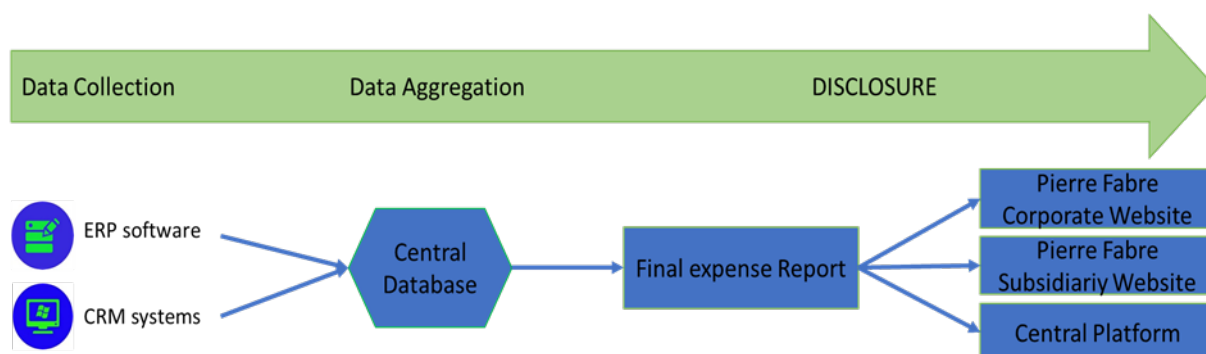 Data Collection
Data Aggregation
DISCLOSURE
ERP software
CRM systems
Central
Database
Final expense Report
Pierre Fabre
Corporate Website
Pierre Fabre
Subsidiariy Website
Central Platform